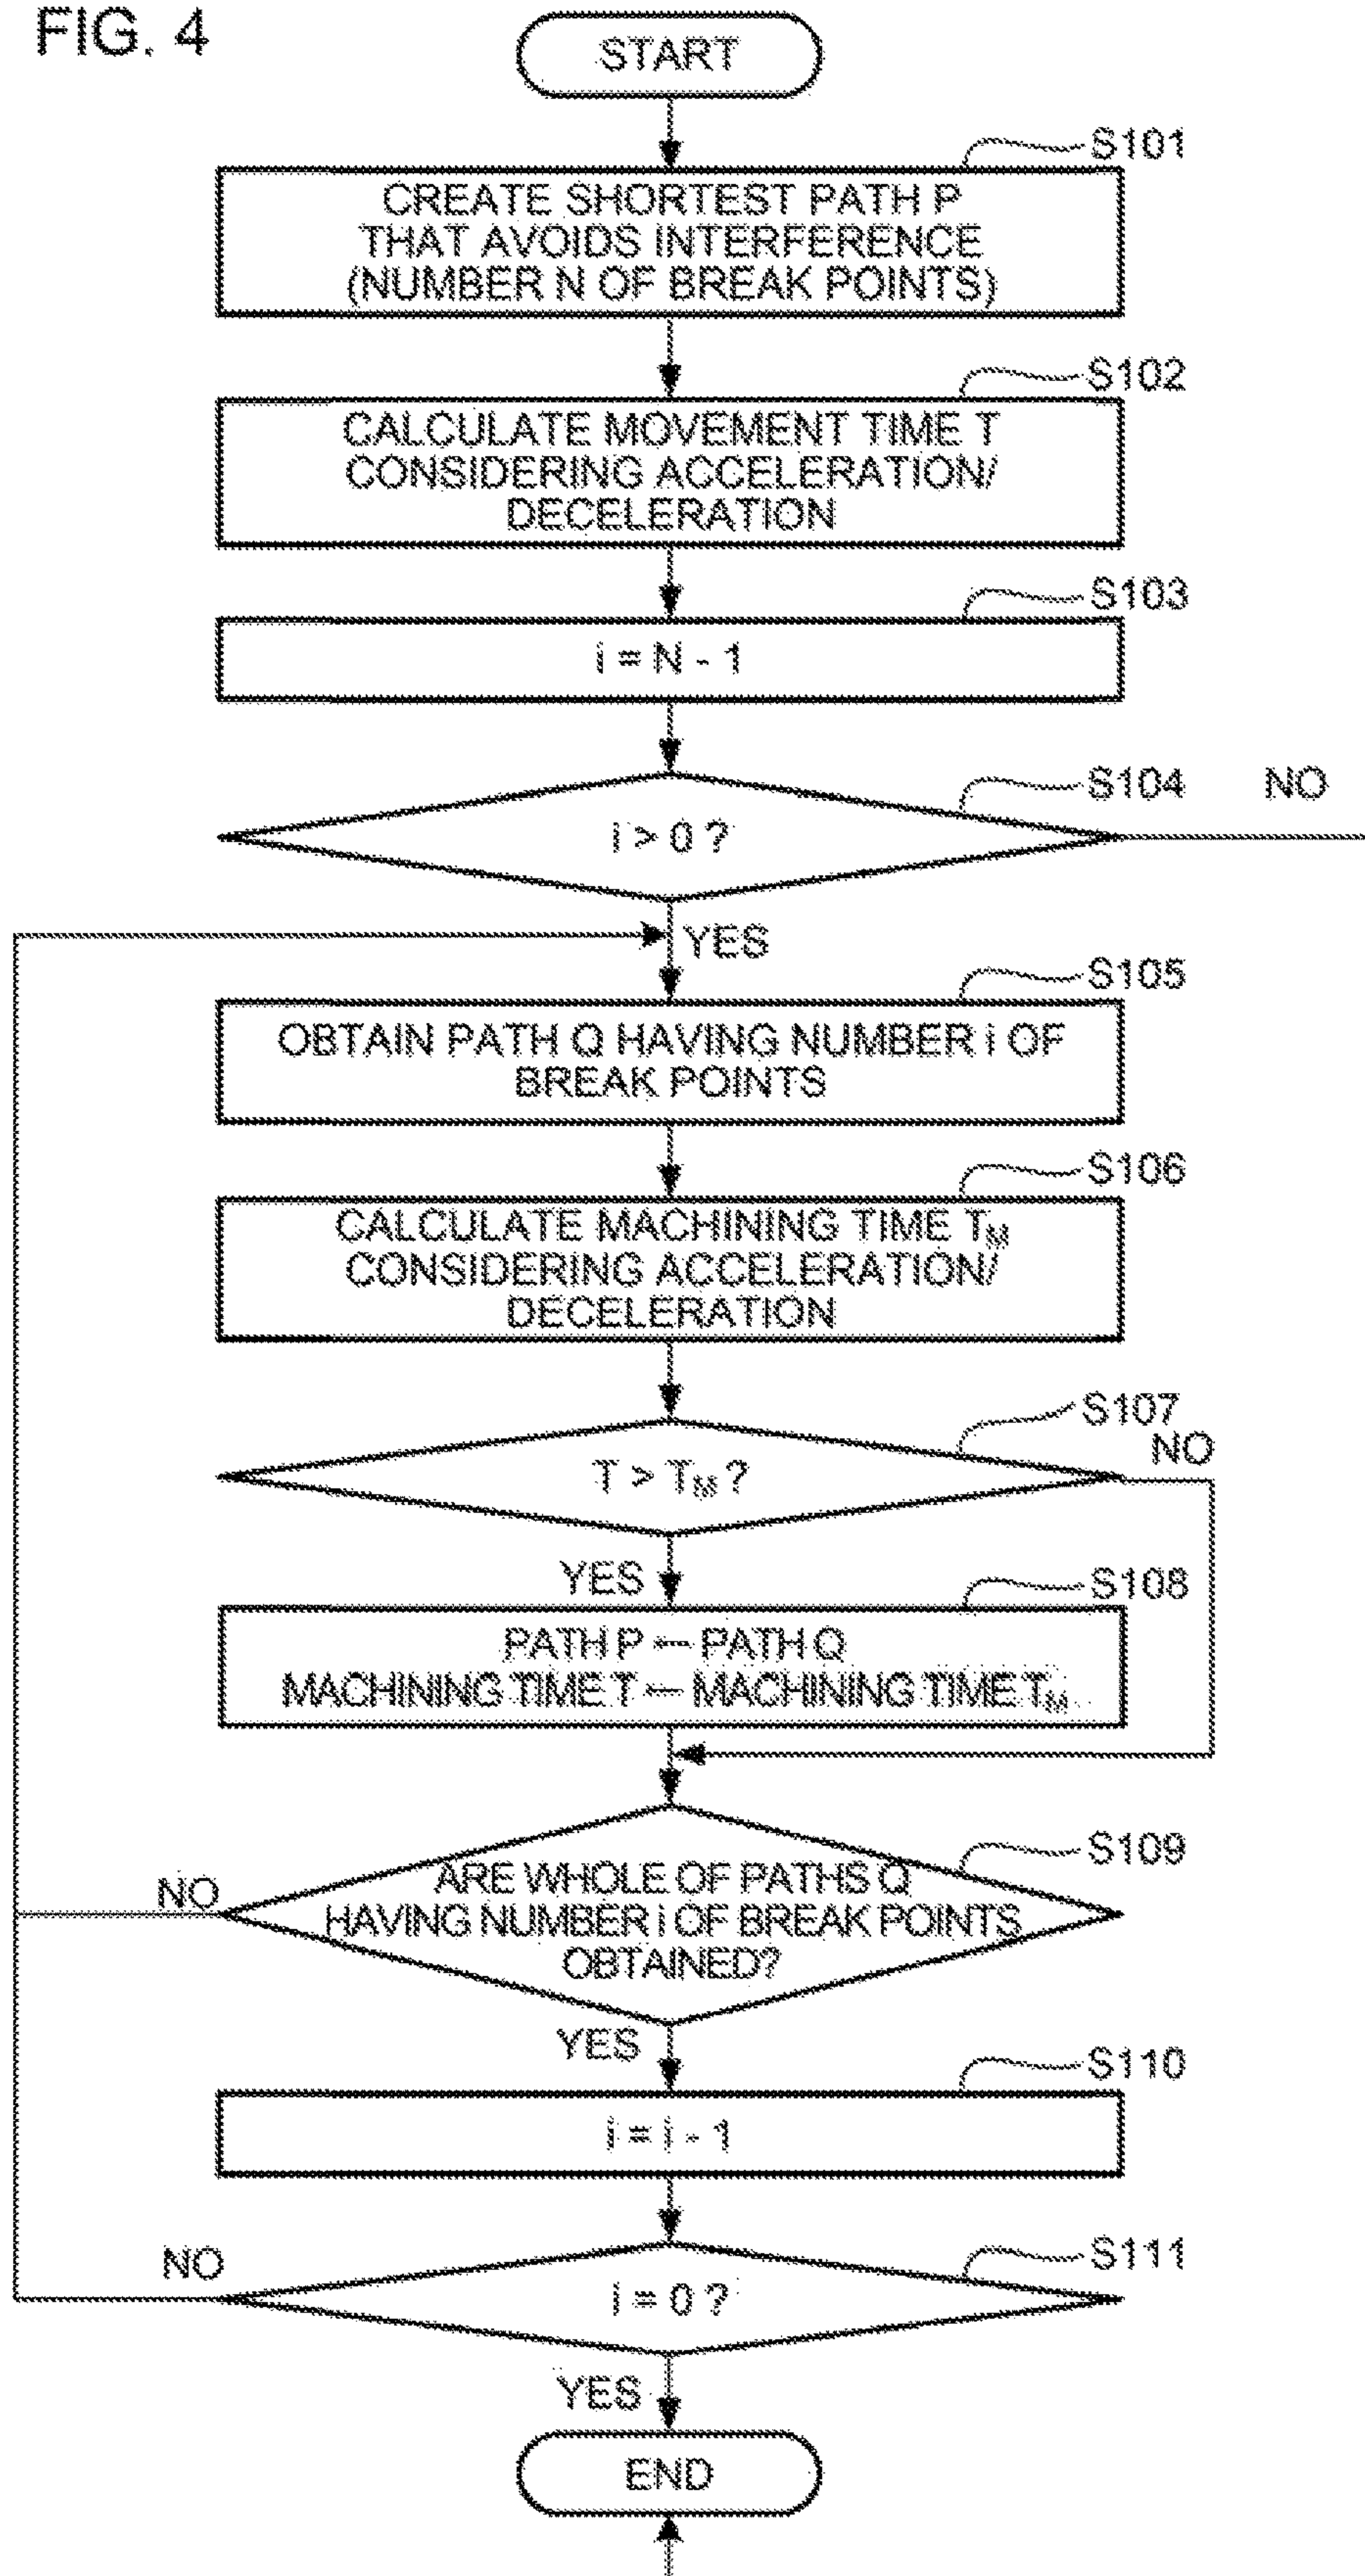 FIG. 4
START
S101
CREATE SHORTEST PATH P
THAT AVOIDS INTERFERENCE
(NUMBER N OF BREAK POINTS)
S102
CALCULATE MOVEMENT TIME T
CONSIDERING ACCELERATION/
DECELERATION
S103
i = N - 1
S104
NO
i > 0 ?
YES
S105
OBTAIN PATH Q HAVING NUMBER i OF
BREAK POINTS
S106
CALCULATE MACHINING TIME TM
CONSIDERING ACCELERATION/
DECELERATION
S107
NO
T > TM ?
YES
S108
PATH P ← PATH Q
MACHINING TIME T ← MACHINING TIME TM
S109
NO
ARE WHOLE OF PATHS Q
HAVING NUMBER i OF BREAK POINTS
OBTAINED?
YES
S110
i = i - 1
S111
NO
i = 0 ?
YES
END